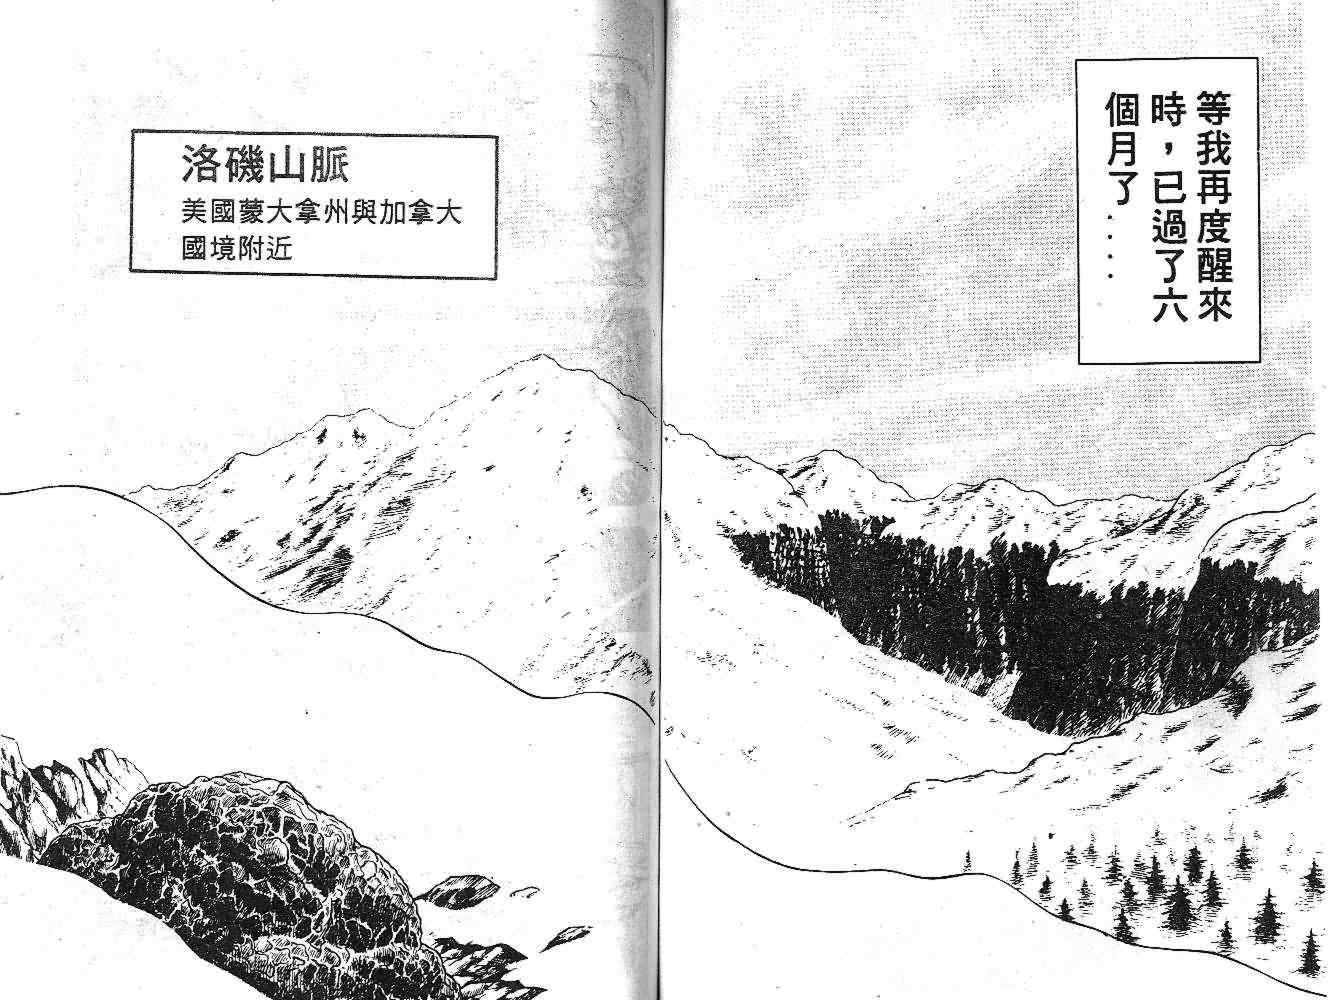 等我再度醒來
時，已過了六
個月了．．．．
洛磯山脈
美國蒙大拿州與加拿大
國境附近